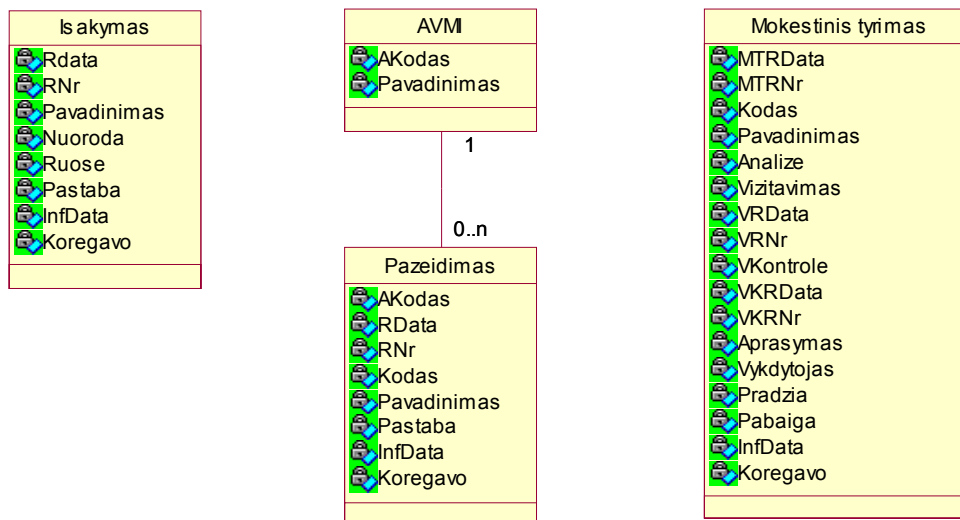 Isakymas
Rdata
RNr
Pavadinimas
Nuoroda
Ruose
Pastaba
InfData
Koregavo
AVMI
AKodas
Pavadinimas
1
0..n
Pazeidimas
AKodas
RData
RNr
Kodas
Pavadinimas
Pastaba
InfData
Koregavo
Mokestinis tyrimas
MTRData
MTRNr
Kodas
Pavadinimas
Analize
Vizitavimas
VRData
VRNr
VKontrole
VKRData
VKRNr
Aprasymas
Vykdytojas
Pradzia
Pabaiga
InfData
Koregavo